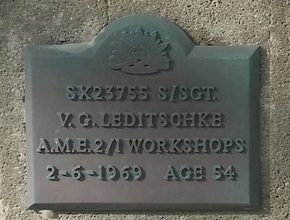 SX23755 S/SGT.
V. G. LEDITSCHKE
A.M.E. 2/1 WORKSHOPS
2-6-1969 AGE 54